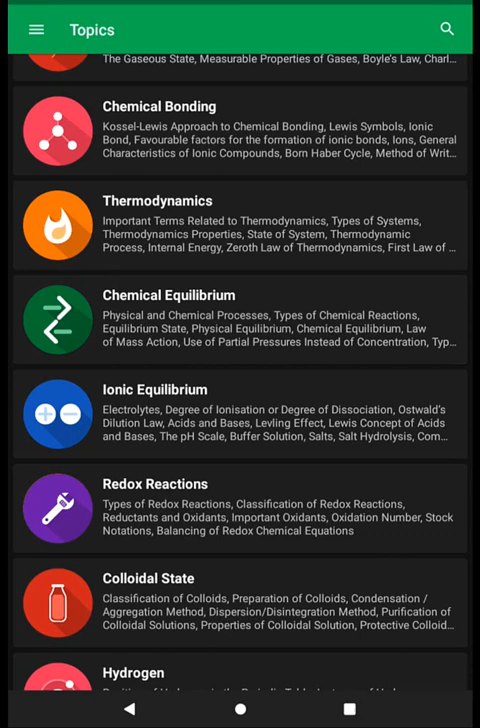 Topics
The Gaseous State, Measurable Properties of Gases, Boyle's Law, Charl...
Chemical Bonding
Kossel-Lewis Approach to Chemical Bonding, Lewis Symbols, Ionic
Bond, Favourable factors for the formation of ionic bonds, Ions, General
Characteristics of Ionic Compounds, Born Haber Cycle, Method of Writ...
Thermodynamics
Important Terms Related to Thermodynamics, Types of Systems,
Thermodynamics Properties, State of System, Thermodynamic
Process, Internal Energy, Zeroth Law of Thermodynamics, First Law of ...
Chemical Equilibrium
Physical and Chemical Processes, Types of Chemical Reactions,
Equilibrium State, Physical Equilibrium, Chemical Equilibrium, Law
of Mass Action, Use of Partial Pressures Instead of Concentration, Typ...
Ionic Equilibrium
Electrolytes, Degree of Ionisation or Degree of Dissociation, Ostwald's
Dilution Law, Acids and Bases, Levling Effect, Lewis Concept of Acids
and Bases, The pH Scale, Buffer Solution, Salts, Salt Hydrolysis, Com...
Redox Reactions
Types of Redox Reactions, Classification of Redox Reactions,
Reductants and Oxidants, Important Oxidants, Oxidation Number, Stock
Notations, Balancing of Redox Chemical Equations
Colloidal State
Classification of Colloids, Preparation of Colloids, Condensation /
Aggregation Method, Dispersion/Disintegration Method, Purification of
Colloidal Solutions, Properties of Colloidal Solution, Protective Colloid...
Hydrogen